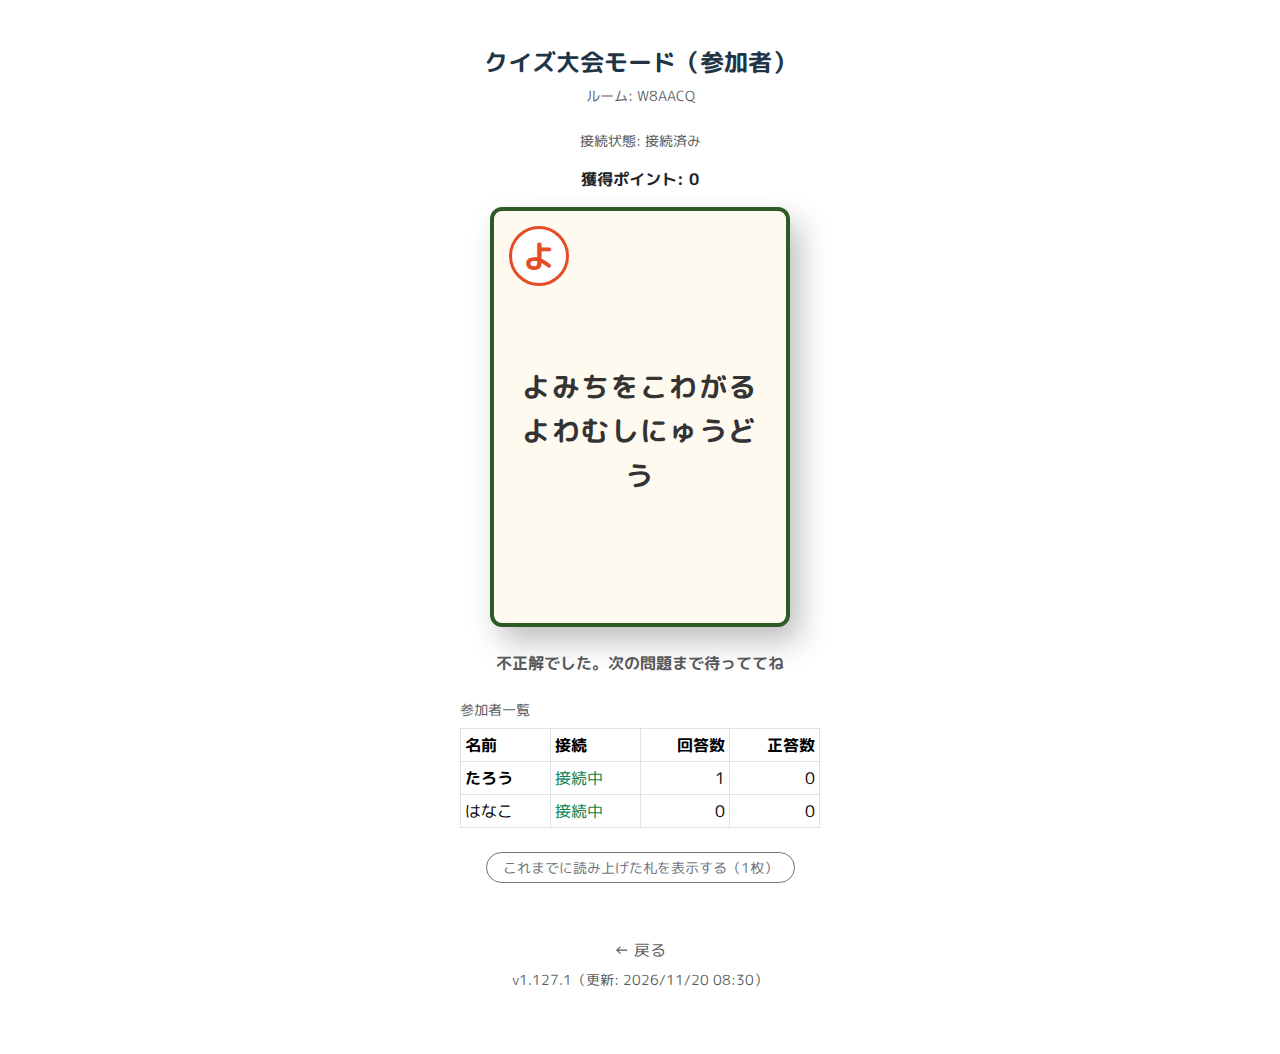 クイズ大会モード（参加者）
ルーム: W8AACQ
接続状態: 接続済み
獲得ポイント: 0
よ
よみちをこわがる
よわむしにゅうど
う
不正解でした。次の問題まで待っててね
参加者一覧
名前 接続 回答数 正答数
たろう 接続中 1 0
はなこ 接続中 0 0
これまでに読み上げた札を表示する（1枚）
← 戻る
v1.127.1（更新: 2026/11/20 08:30）